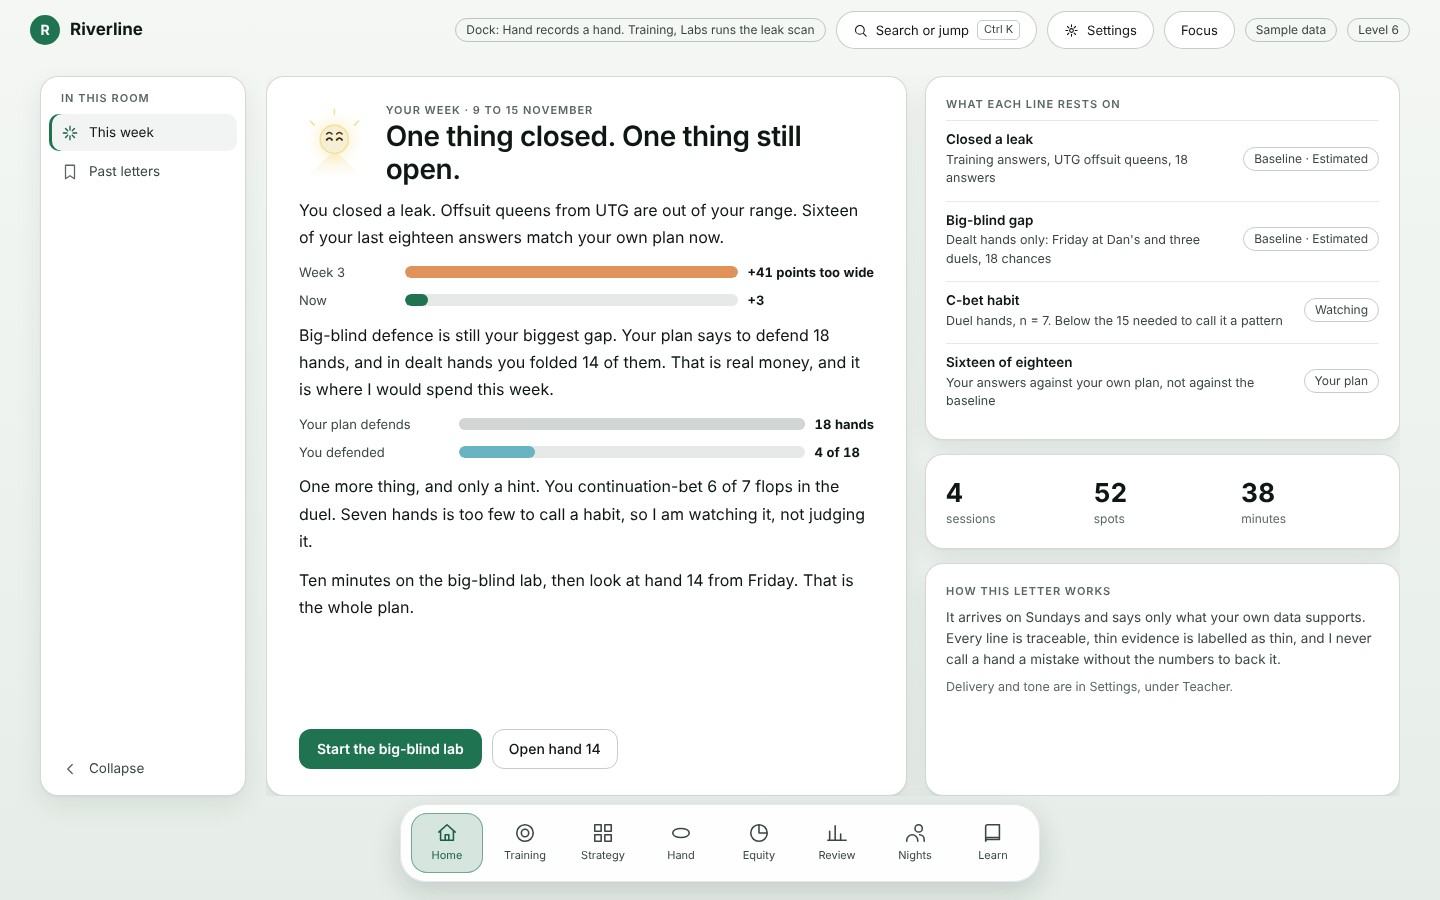 R
Riverline
Dock: Hand records a hand. Training, Labs runs the leak scan
Search or jump
Ctrl K
Settings
Focus
Sample data
Level 6
IN THIS ROOM
This week
Past letters
Collapse
YOUR WEEK · 9 TO 15 NOVEMBER
One thing closed. One thing still
open.
You closed a leak. Offsuit queens from UTG are out of your range. Sixteen
of your last eighteen answers match your own plan now.
Week 3
+41 points too wide
Now
+3
Big-blind defence is still your biggest gap. Your plan says to defend 18
hands, and in dealt hands you folded 14 of them. That is real money, and it
is where I would spend this week.
Your plan defends
18 hands
You defended
4 of 18
One more thing, and only a hint. You continuation-bet 6 of 7 flops in the
duel. Seven hands is too few to call a habit, so I am watching it, not judging
it.
Ten minutes on the big-blind lab, then look at hand 14 from Friday. That is
the whole plan.
Start the big-blind lab
Open hand 14
WHAT EACH LINE RESTS ON
Closed a leak
Training answers, UTG offsuit queens, 18
answers
Baseline · Estimated
Big-blind gap
Dealt hands only: Friday at Dan's and three
duels, 18 chances
Baseline · Estimated
C-bet habit
Duel hands, n = 7. Below the 15 needed to call it a pattern
Watching
Sixteen of eighteen
Your answers against your own plan, not against the
baseline
Your plan
4
sessions
52
spots
38
minutes
HOW THIS LETTER WORKS
It arrives on Sundays and says only what your own data supports.
Every line is traceable, thin evidence is labelled as thin, and I never
call a hand a mistake without the numbers to back it.
Delivery and tone are in Settings, under Teacher.
Home
Training
Strategy
Hand
Equity
Review
Nights
Learn